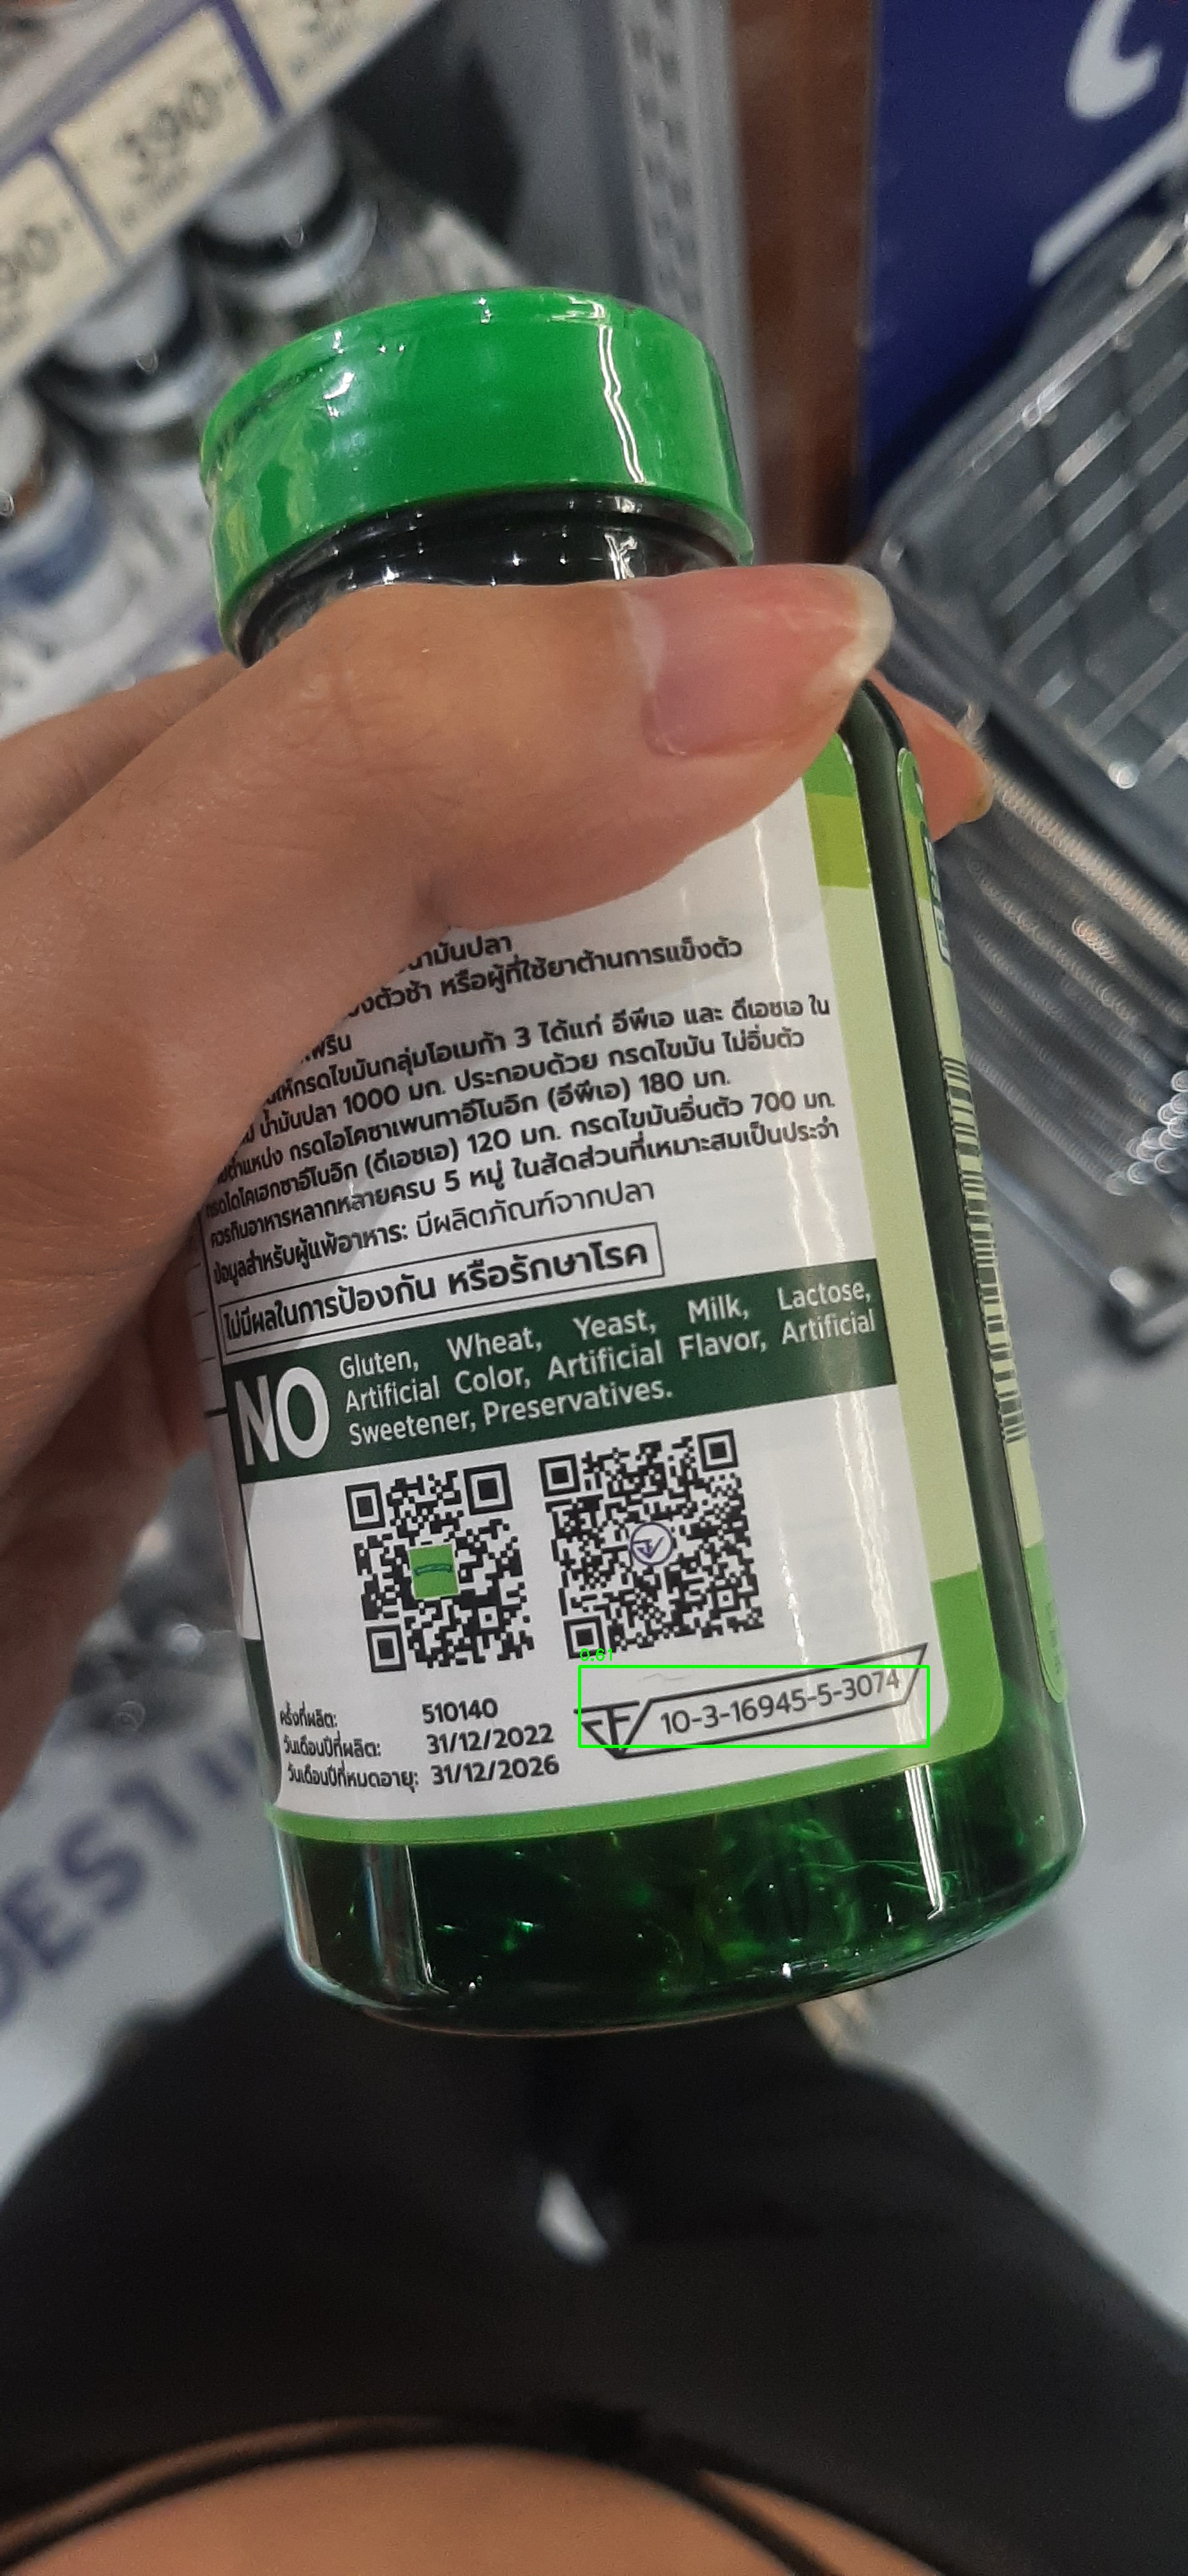 390
น้ำมันปลา
หรือผู้ที่ใช้ยาต้านการแข็งตัว
กรดไขมันกลุ่มโอเมก้า 3 ได้แก่ อีพีเอ และ ดีเอชเอ ใน
น้ำมันปลา 1000 มก. ประกอบด้วย กรดไขมัน ไม่อิ่มตัว
กรดไอโคซาเพนทาอีโนอิก (อีพีเอ) 180 มก.
กรดโดโคเฮกซาอีโนอิก (ดีเอชเอ) 120 มก. กรดไขมันอื่นตัว 700 มก.
ควรกินอาหารหลากหลายครบ 5 หมู่ ในสัดส่วนที่เหมาะสมเป็นประจำ
ข้อมูลสำหรับผู้แพ้อาหาร: มีผลิตภัณฑ์จากปลา
ไม่มีผลในการป้องกัน หรือรักษาโรค
NO
Gluten, Wheat, Yeast, Milk, Lactose,
Artificial Color, Artificial Flavor, Artificial
Sweetener, Preservatives.
0.61
10-3-16945-5-3074
ครั้งที่ผลิต: 510140
วันเดือนปีที่ผลิต: 31/12/2022
วันเดือนปีที่หมดอายุ: 31/12/2026